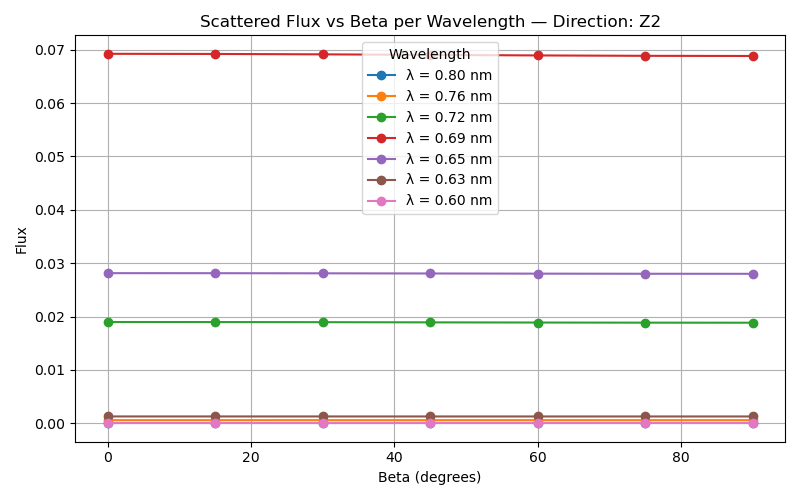 Scattered Flux vs Beta per Wavelength — Direction: Z2
Flux
0.07
0.06
0.05
0.04
0.03
0.02
0.01
0.00
Wavelength
λ = 0.80 nm
λ = 0.76 nm
λ = 0.72 nm
λ = 0.69 nm
λ = 0.65 nm
λ = 0.63 nm
λ = 0.60 nm
0 20 40 60 80
Beta (degrees)